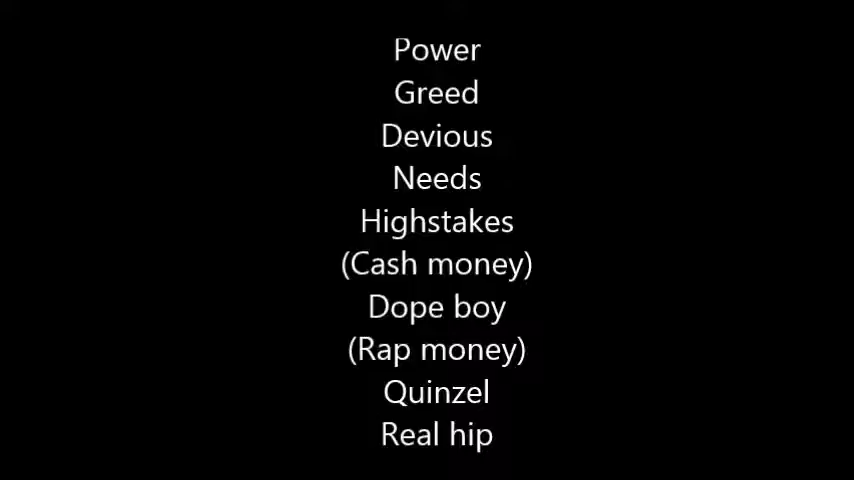 Power
Greed
Devious
Needs
Highstakes
(Cash money)
Dope boy
(Rap money)
Quinzel
Real hip